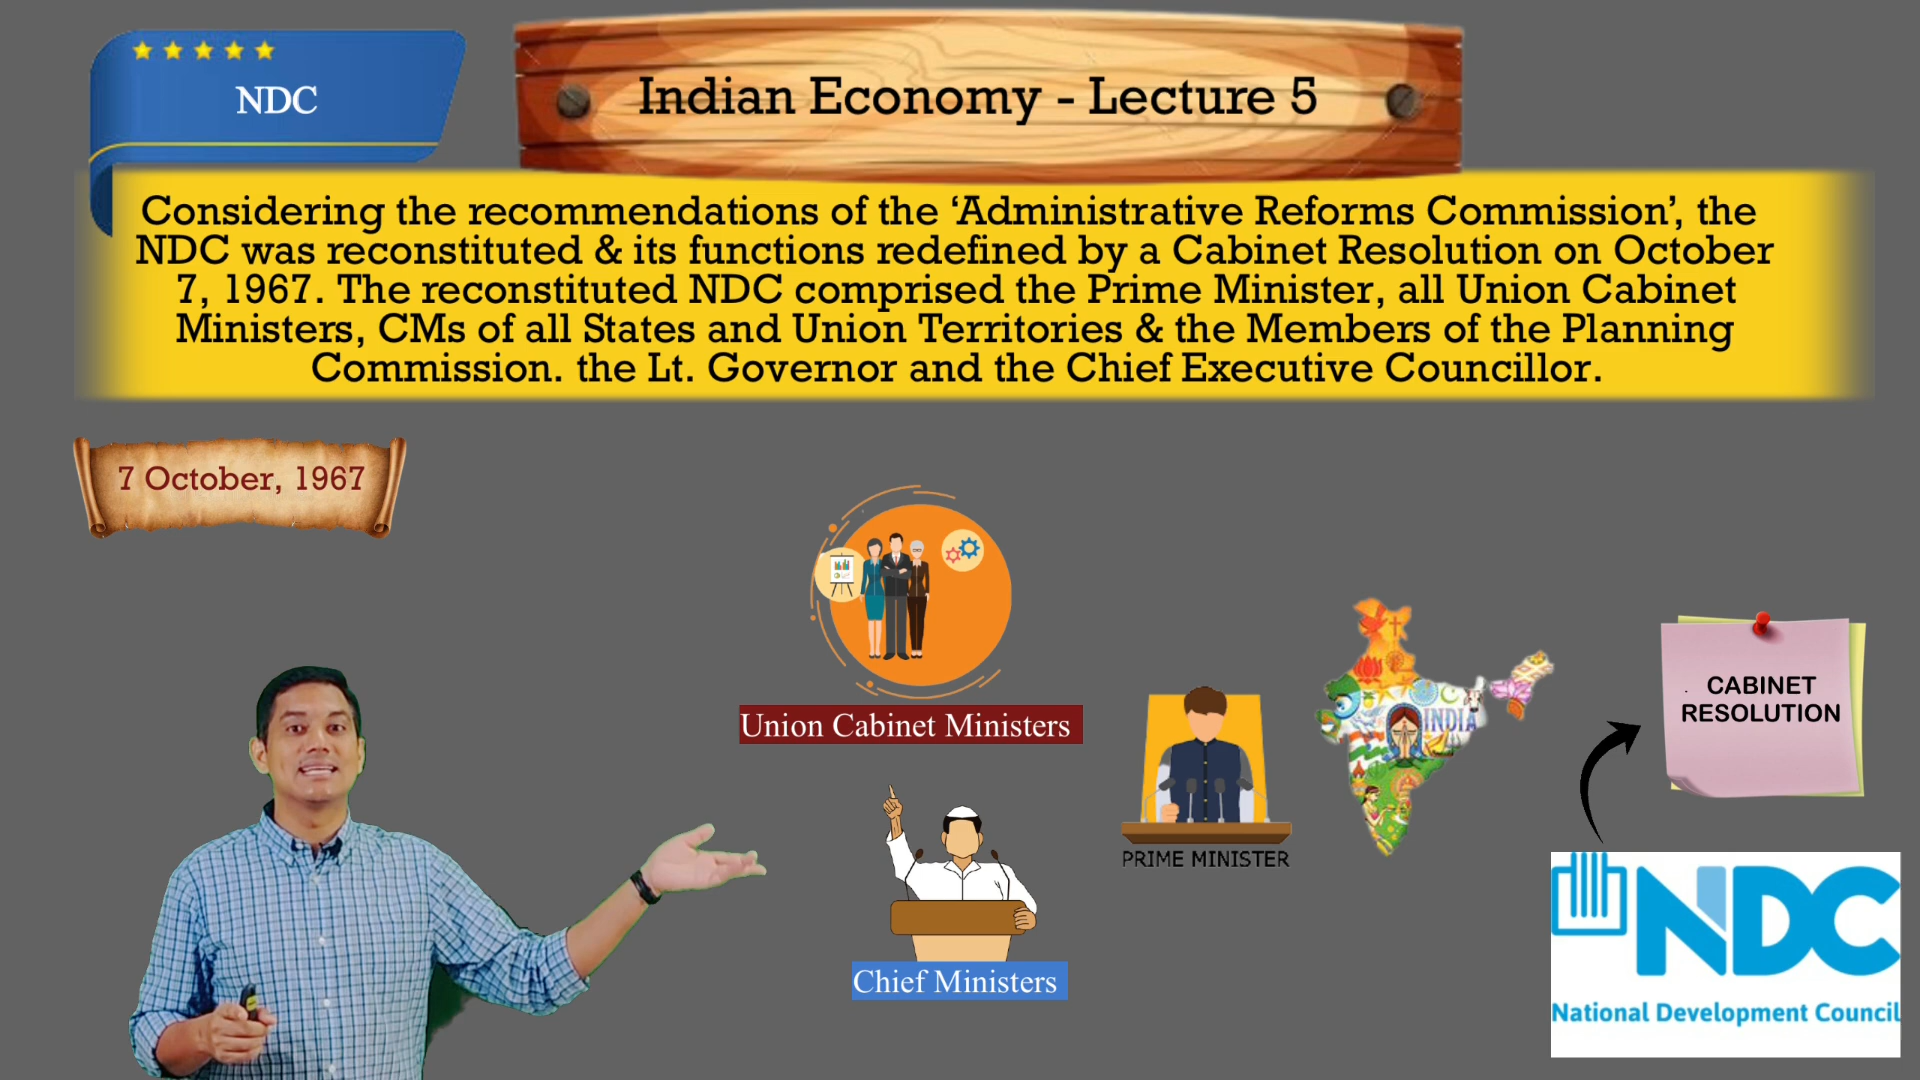 NDC
Indian Economy - Lecture 5
Considering the recommendations of the ‘Administrative Reforms Commission’, the
NDC was reconstituted & its functions redefined by a Cabinet Resolution on October
7, 1967. The reconstituted NDC comprised the Prime Minister, all Union Cabinet
Ministers, CMs of all States and Union Territories & the Members of the Planning
Commission. the Lt. Governor and the Chief Executive Councillor.
7 October, 1967
Union Cabinet Ministers
PRIME MINISTER
INDIA
CABINET
RESOLUTION
Chief Ministers
NDC
National Development Council